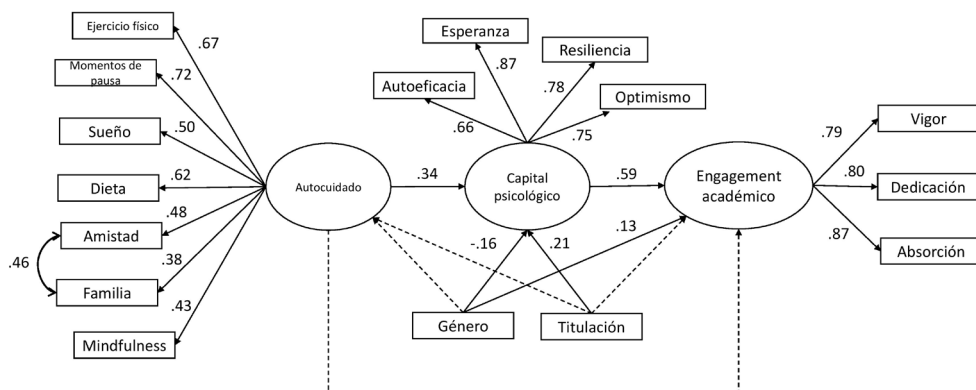 Ejercicio físico
.67
Momentos de
pausa
.72
Sueño
.50
Dieta
.62
Amistad
.48
.46
Familia
.38
Mindfulness
.43
Autocuidado
.34
Esperanza
.87
Resiliencia
.78
Autoeficacia
.66
Optimismo
.75
Capital
psicológico
.59
Engagement
académico
-.16
.21
.13
Género
Titulación
.79
Vigor
.80
Dedicación
.87
Absorción